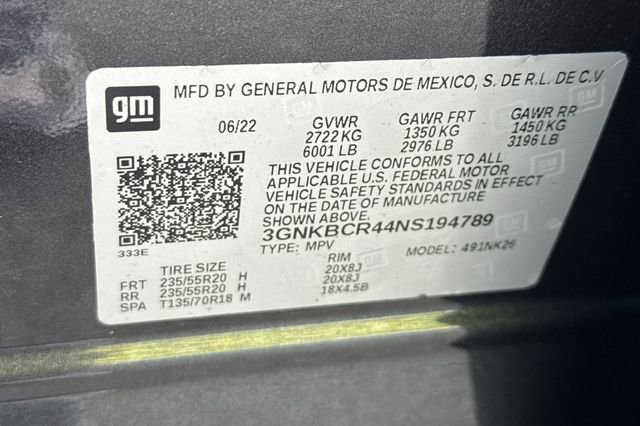 gm
MFD BY GENERAL MOTORS DE MEXICO, S. DE R.L. DE C.V
06/22 GVWR GAWR FRT GAWR RR
2722 KG 1350 KG 1450 KG
6001 LB 2976 LB 3196 LB
THIS VEHICLE CONFORMS TO ALL
APPLICABLE U.S. FEDERAL MOTOR
VEHICLE SAFETY STANDARDS IN EFFECT
ON THE DATE OF MANUFACTURE
SHOWN ABOVE.
3GNKBCR44NS194789
333E TYPE: MPV MODEL: 491NK26
TIRE SIZE RIM
FRT 235/55R20 H 20X8J
RR 235/55R20 H 20X8J
SPA T135/70R18 M 18X4.5B